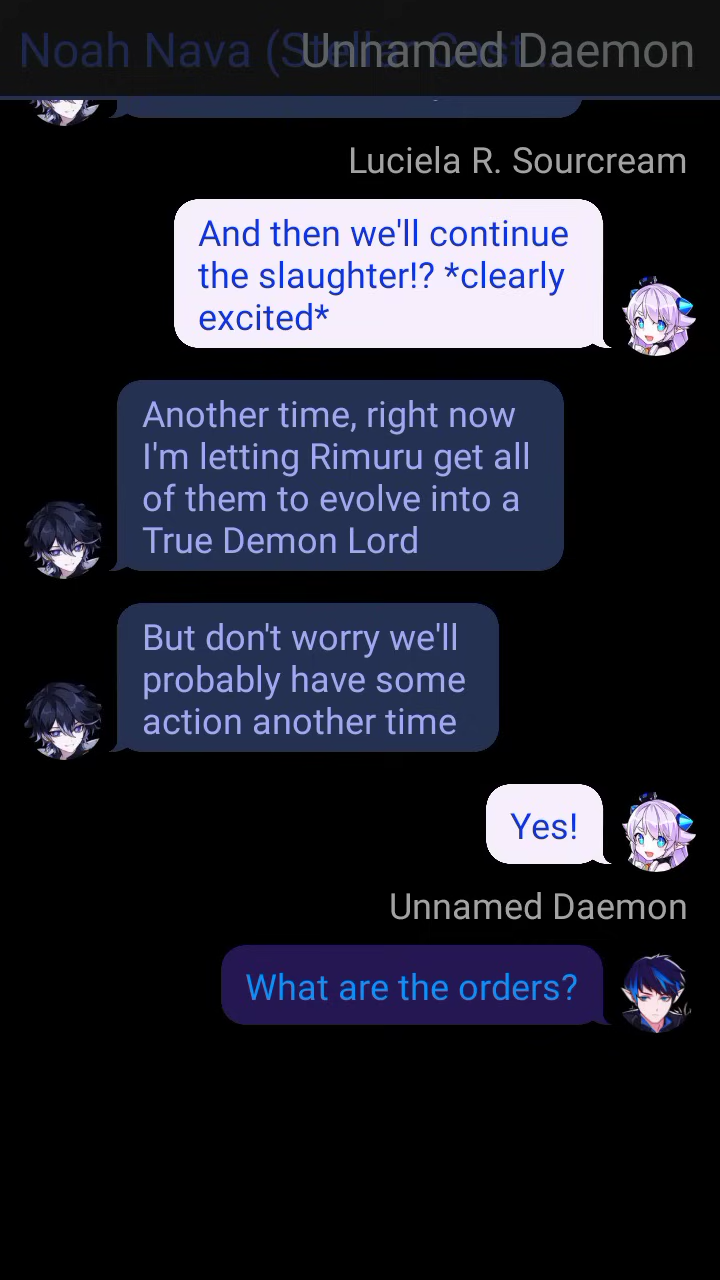 Noah Nava (S
Unnamed Daemon
Luciela R. Sourcream
And then we'll continue
the slaughter!? *clearly
excited*
Another time, right now
I'm letting Rimuru get all
of them to evolve into a
True Demon Lord
But don't worry we'll
probably have some
action another time
Yes!
Unnamed Daemon
What are the orders?